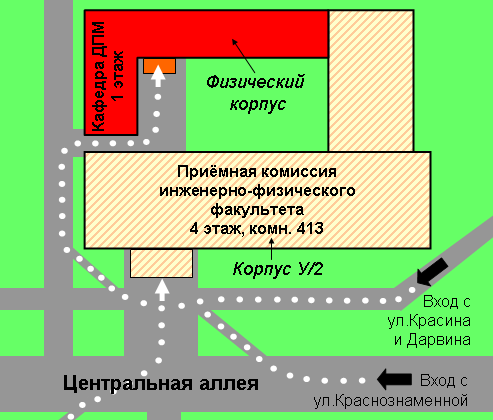 Кафедра ДПМ
1 этаж
Физический
корпус
Приёмная комиссия
инженерно-физического
факультета
4 этаж, комн. 413
Корпус У/2
Вход с
ул.Красина
и Дарвина
Центральная аллея
Вход с
ул.Краснознаменной